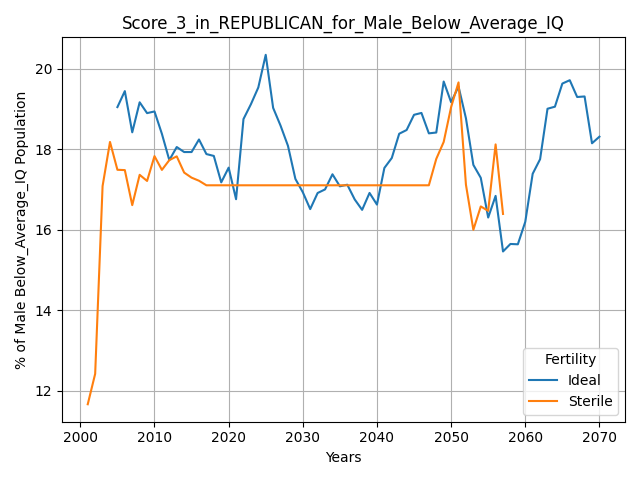 Score_3_in_REPUBLICAN_for_Male_Below_Average_IQ
% of Male Below_Average_IQ Population
20
18
16
14
12
2000 2010 2020 2030 2040 2050 2060 2070
Years
Fertility
Ideal
Sterile